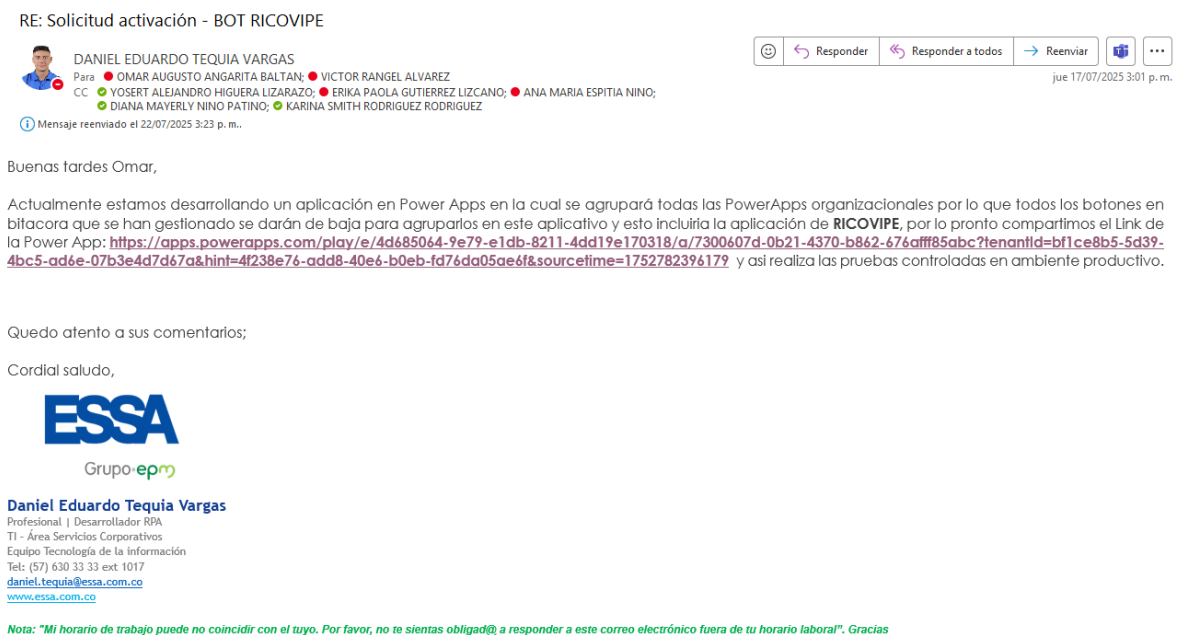 RE: Solicitud activación - BOT RICOVIPE
DANIEL EDUARDO TEQUIA VARGAS
Para OMAR AUGUSTO ANGARITA BALTAN; VICTOR RANGEL ALVAREZ
CC YOSERT ALEJANDRO HIGUERA LIZARAZO; ERIKA PAOLA GUTIERREZ LIZCANO; ANA MARIA ESPITIA NINO;
DIANA MAYERLY NINO PATINO; KARINA SMITH RODRIGUEZ RODRIGUEZ
Responder
Responder a todos
Reenviar
jue 17/07/2025 3:01 p. m.
Mensaje reenviado el 22/07/2025 3:23 p. m..
Buenas tardes Omar,
Actualmente estamos desarrollando un aplicación en Power Apps en la cual se agrupará todas las PowerApps organizacionales por lo que todos los botones en
bitacora que se han gestionado se darán de baja para agruparlos en este aplicativo y esto incluiria la aplicación de RICOVIPE, por lo pronto compartimos el Link de
la Power App: https://apps.powerapps.com/play/e/4d685064-9e79-e1db-8211-4dd19e170318/a/7300607d-0b21-4370-b862-676afff85abc?tenantId=bf1ce8b5-5d39-
4bc5-ad6e-07b3e4d7d67a&hint=4f238e76-add8-40e6-b0eb-fd76da05ae6f&sourcetime=1752782396179 y asi realiza las pruebas controladas en ambiente productivo.
Quedo atento a sus comentarios;
Cordial saludo,
ESSA
Grupo·epm
Daniel Eduardo Tequia Vargas
Profesional | Desarrollador RPA
TI - Área Servicios Corporativos
Equipo Tecnología de la información
Tel: (57) 630 33 33 ext 1017
daniel.tequia@essa.com.co
www.essa.com.co
Nota: "Mi horario de trabajo puede no coincidir con el tuyo. Por favor, no te sientas obligad@ a responder a este correo electrónico fuera de tu horario laboral". Gracias